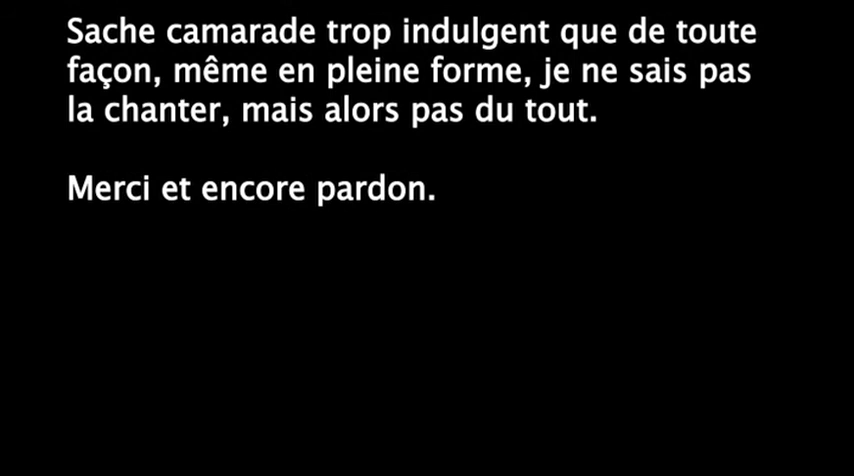 Sache camarade trop indulgent que de toute
façon, même en pleine forme, je ne sais pas
la chanter, mais alors pas du tout.
Merci et encore pardon.